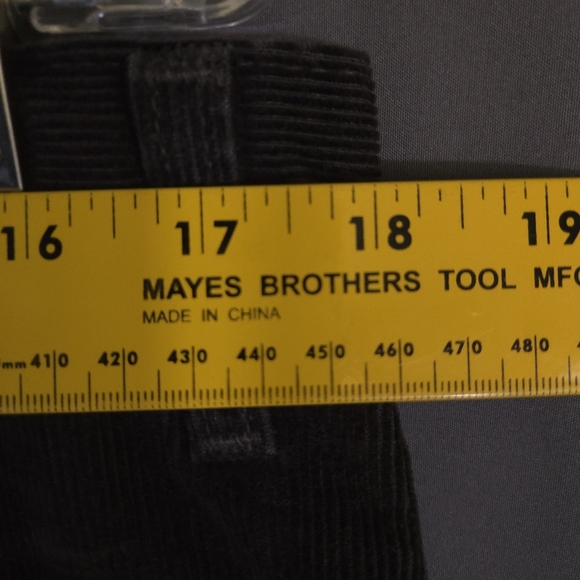 16 17 18 19
MAYES BROTHERS TOOL MFG
MADE IN CHINA
mm 410 420 430 440 450 460 470 480